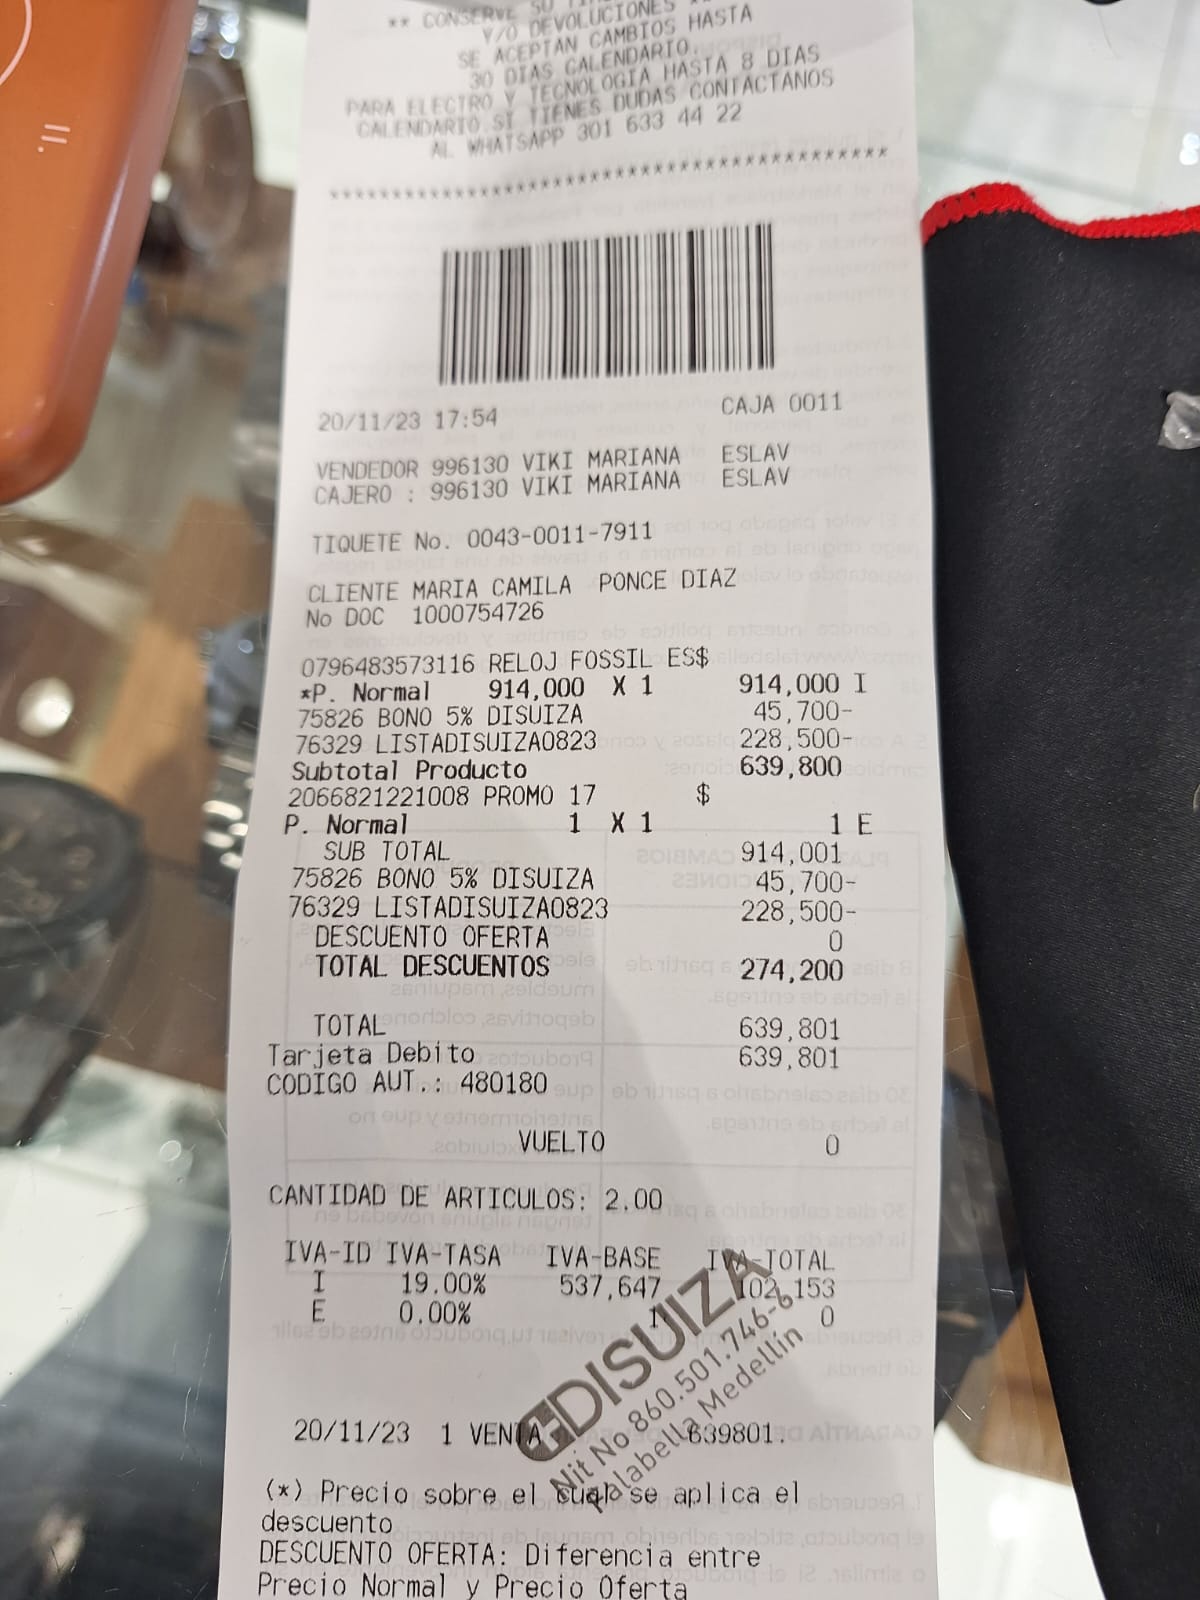 ** CONSERVE SU
Y/O DEVOLUCIONES **
SE ACEPTAN CAMBIOS HASTA
30 DIAS CALENDARIO.
PARA ELECTRO Y TECNOLOGIA HASTA 8 DIAS
CALENDARIO.SI TIENES DUDAS CONTACTANOS
AL WHATSAPP 301 633 44 22
****************************************
20/11/23 17:54 CAJA 0011
VENDEDOR 996130 VIKI MARIANA ESLAV
CAJERO : 996130 VIKI MARIANA ESLAV
TIQUETE No. 0043-0011-7911
CLIENTE MARIA CAMILA PONCE DIAZ
No DOC 1000754726
0796483573116 RELOJ FOSSIL ES$
*P. Normal 914,000 X 1 914,000 I
75826 BONO 5% DISUIZA 45,700-
76329 LISTADISUIZA0823 228,500-
Subtotal Producto 639,800
2066821221008 PROMO 17 $
P. Normal 1 X 1 1 E
SUB TOTAL 914,001
75826 BONO 5% DISUIZA 45,700-
76329 LISTADISUIZA0823 228,500-
DESCUENTO OFERTA 0
TOTAL DESCUENTOS 274,200
TOTAL 639,801
Tarjeta Debito 639,801
CODIGO AUT.: 480180
VUELTO 0
CANTIDAD DE ARTICULOS: 2.00
IVA-ID IVA-TASA IVA-BASE IVA-TOTAL
I 19.00% 537,647 102,153
E 0.00% 1 0
DISUIZA
Nit No 860.501.746-6
Falabella Medellín
20/11/23 1 VENTA 639801.
(*) Precio sobre el cual se aplica el
descuento
DESCUENTO OFERTA: Diferencia entre
Precio Normal y Precio Oferta